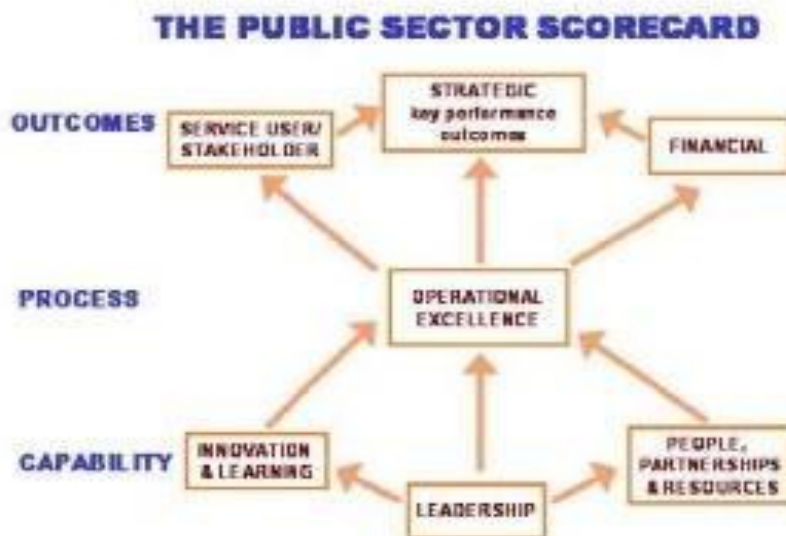 THE PUBLIC SECTOR SCORECARD
STRATEGIC
key performance
outcomes
OUTCOMES
SERVICE USER/
STAKEHOLDER
FINANCIAL
PROCESS
OPERATIONAL
EXCELLENCE
CAPABILITY
INNOVATION
& LEARNING
PEOPLE,
PARTNERSHIPS
& RESOURCES
LEADERSHIP